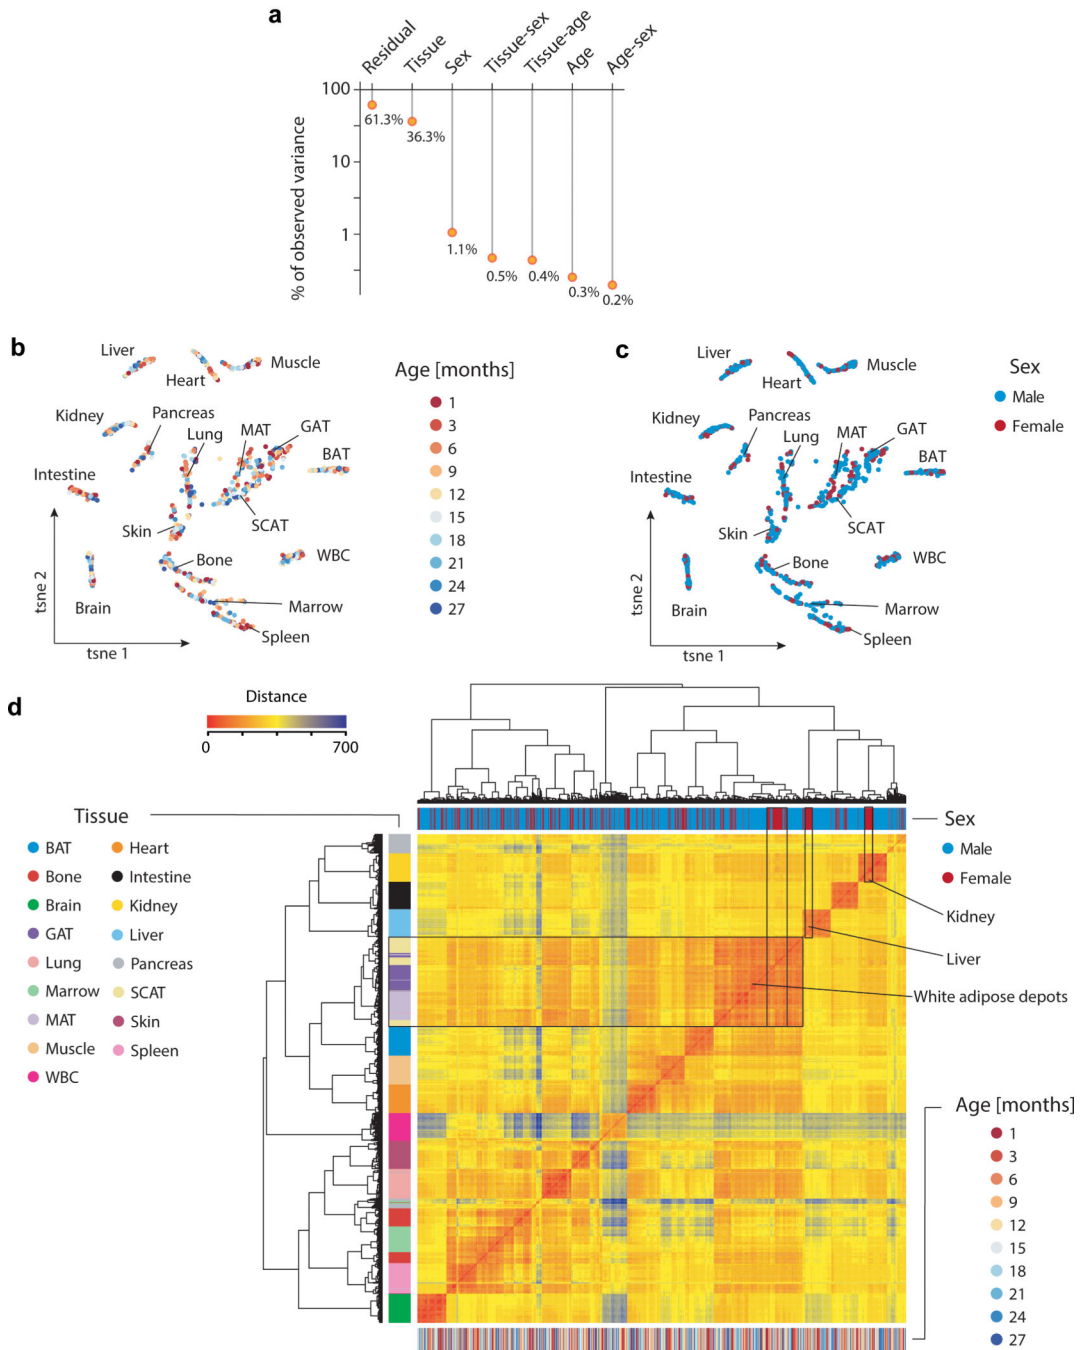 a
Residual
Tissue
Sex
Tissue-sex
Tissue-age
Age
Age-sex
% of observed variance
100
10
1
61.3%
36.3%
1.1%
0.5%
0.4%
0.3%
0.2%
b
Liver
Heart
Muscle
Kidney
Pancreas
Lung
MAT
GAT
BAT
Intestine
SCAT
Skin
Bone
WBC
Brain
Marrow
Spleen
tsne 2
tsne 1
Age [months]
1
3
6
9
12
15
18
21
24
27
c
Liver
Heart
Muscle
Kidney
Pancreas
Lung
MAT
GAT
BAT
Intestine
SCAT
Skin
Bone
WBC
Brain
Marrow
Spleen
tsne 2
tsne 1
Sex
Male
Female
d
Distance
0
700
Tissue
BAT
Bone
Brain
GAT
Lung
Marrow
MAT
Muscle
WBC
Heart
Intestine
Kidney
Liver
Pancreas
SCAT
Skin
Spleen
Sex
Male
Female
Kidney
Liver
White adipose depots
Age [months]
1
3
6
9
12
15
18
21
24
27